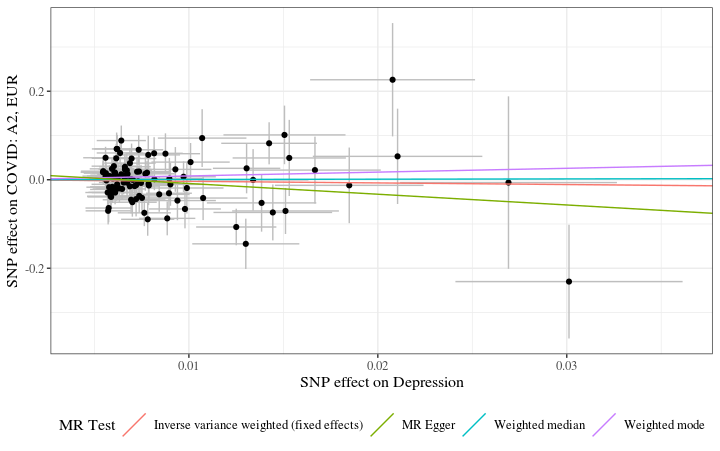 SNP effect on COVID: A2, EUR
0.2
0.0
-0.2
0.01 0.02 0.03
SNP effect on Depression
MR Test Inverse variance weighted (fixed effects) MR Egger Weighted median Weighted mode